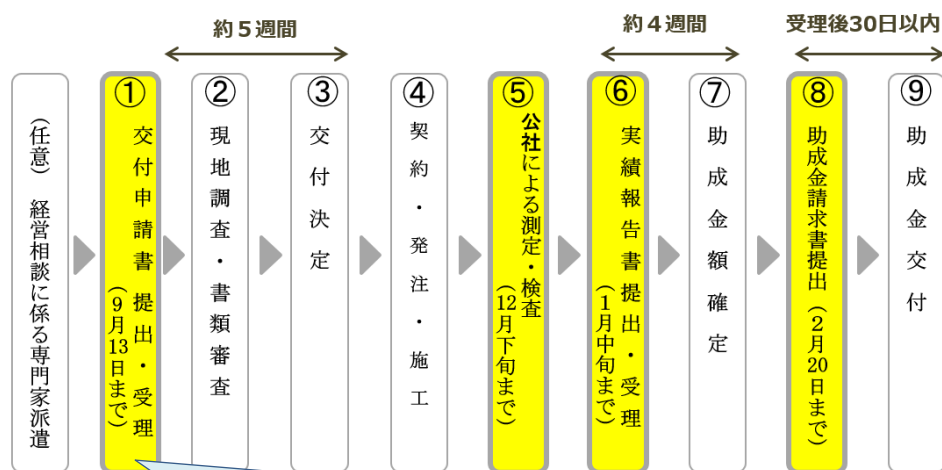 約５週間
約４週間
受理後30日以内
（任意）　経営相談に係る専門家派遣
①
交付申請書　提出・受理
（９月13日まで）
②
現地調査・書類審査
③
交付決定
④
契約・発注・施工
⑤
公社による測定・検査
（12月下旬まで）
⑥
実績報告書提出・受理
（１月中旬まで）
⑦
助成金額確定
⑧
助成金請求書提出（２月20日まで）
⑨
助成金交付